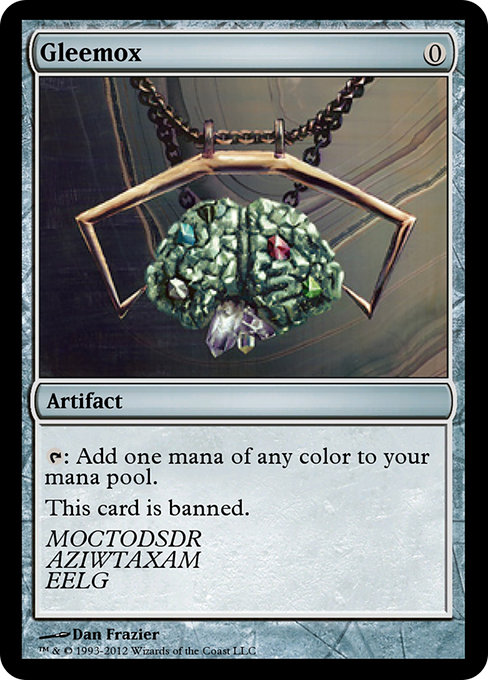 Gleemox 0
Artifact
: Add one mana of any color to your
mana pool.
This card is banned.
MOCTODSDR
AZIWTAXAM
EELG
Dan Frazier
™ & © 1993-2012 Wizards of the Coast LLC